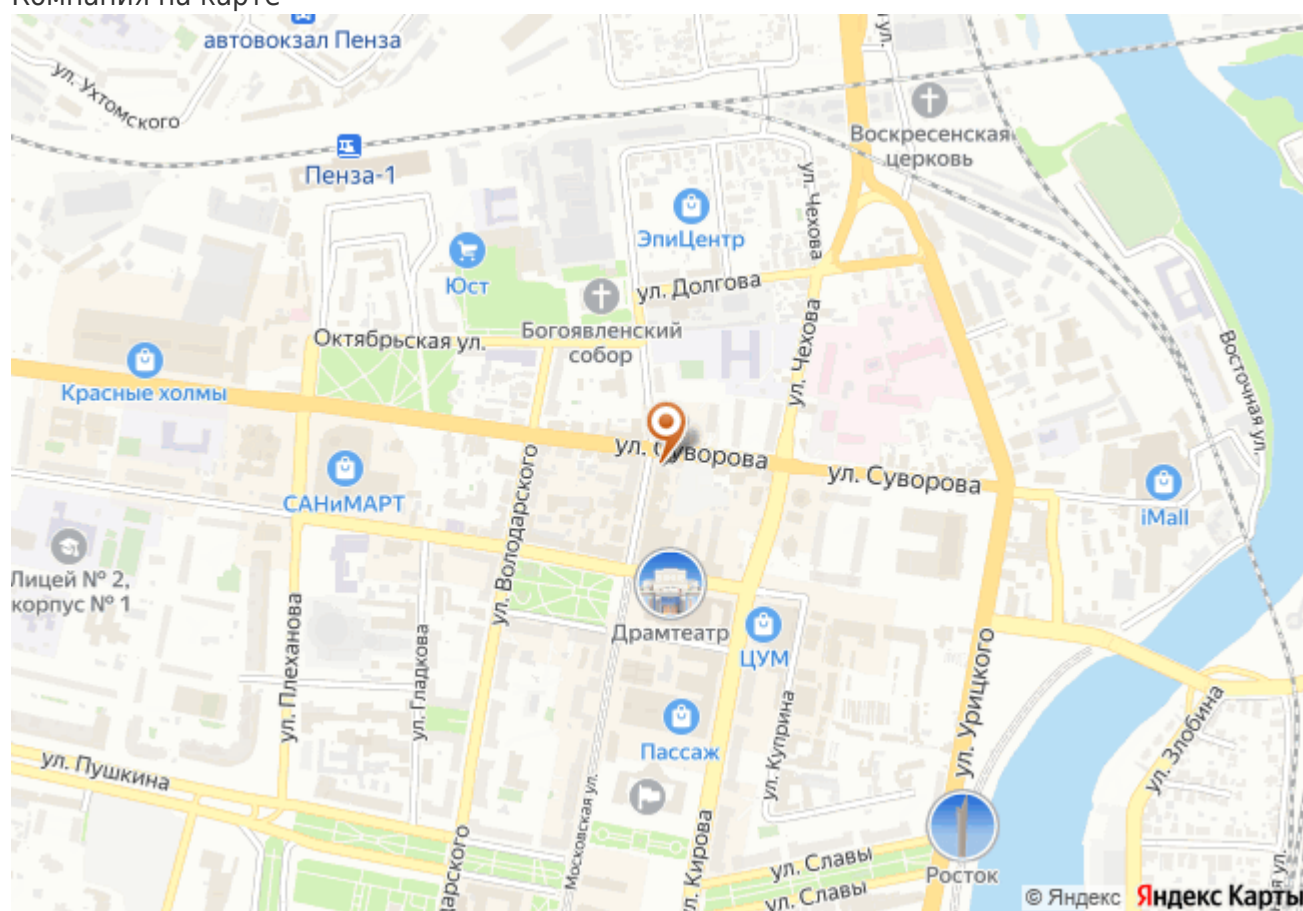 Компания на карте
автовокзал Пенза
ул. Ухтомского
Пенза-1
Воскресенская
церковь
ул. Чехова
ЭпиЦентр
Юст
ул. Долгова
Богоявленский
собор
Октябрьская ул.
ул. Чехова
Восточная ул.
Красные холмы
ул. Суворова
ул. Суворова
САНиМАРТ
iMall
ул. Володарского
Лицей № 2,
корпус № 1
Драмтеатр
ЦУМ
ул. Плеханова
ул. Гладкова
ул. Урицкого
ул. Куприна
ул. Злобина
Пассаж
ул. Пушкина
Московская ул.
ул. Кирова
ул. Славы
Росток
ул. Славы
© Яндекс Яндекс Карты